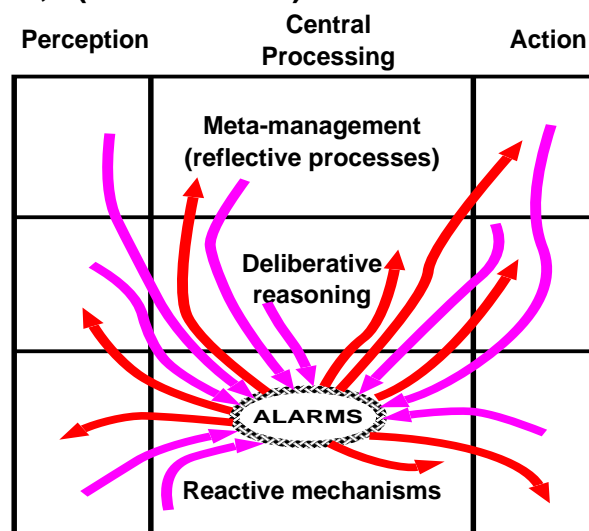 Perception
Central
Processing
Action
Meta-management
(reflective processes)
Deliberative
reasoning
ALARMS
Reactive mechanisms